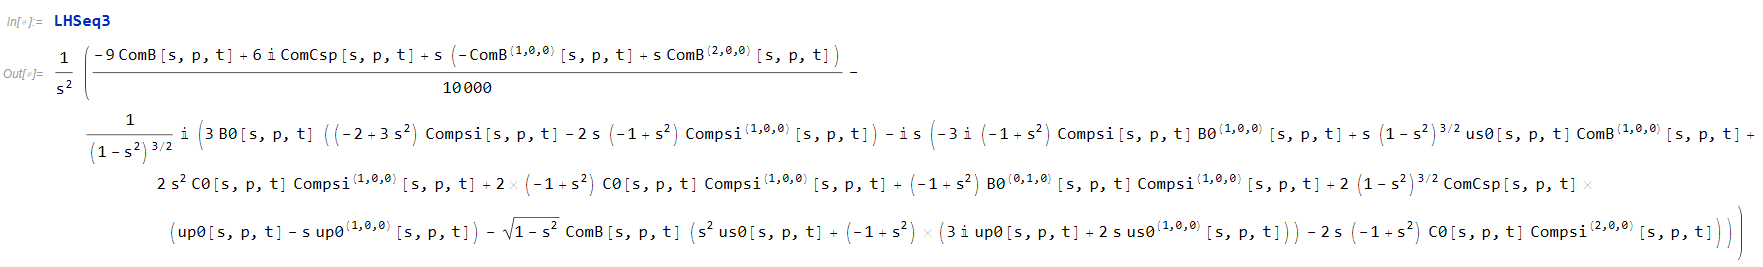 In[•]:= LHSeq3
Out[•]= 1/s² ( (-9 ComB[s, p, t] + 6 i ComCsp[s, p, t] + s (-ComB^(1,0,0)[s, p, t] + s ComB^(2,0,0)[s, p, t]))/10000 -
1/(1-s²)^(3/2) i (3 B0[s, p, t] ((-2+3 s²) Compsi[s, p, t] - 2 s (-1+s²) Compsi^(1,0,0)[s, p, t]) - i s (-3 i (-1+s²) Compsi[s, p, t] B0^(1,0,0)[s, p, t] + s (1-s²)^(3/2) us0[s, p, t] ComB^(1,0,0)[s, p, t] +
2 s² C0[s, p, t] Compsi^(1,0,0)[s, p, t] + 2 × (-1+s²) C0[s, p, t] Compsi^(1,0,0)[s, p, t] + (-1+s²) B0^(0,1,0)[s, p, t] Compsi^(1,0,0)[s, p, t] + 2 (1-s²)^(3/2) ComCsp[s, p, t] ×
(up0[s, p, t] - s up0^(1,0,0)[s, p, t]) - √(1-s²) ComB[s, p, t] (s² us0[s, p, t] + (-1+s²) × (3 i up0[s, p, t] + 2 s us0^(1,0,0)[s, p, t])) - 2 s (-1+s²) C0[s, p, t] Compsi^(2,0,0)[s, p, t])))